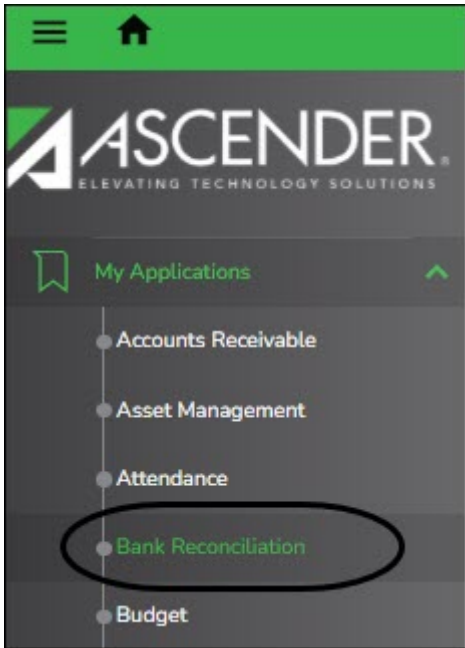 ASCENDER.
ELEVATING TECHNOLOGY SOLUTIONS
My Applications
Accounts Receivable
Asset Management
Attendance
Bank Reconciliation
Budget